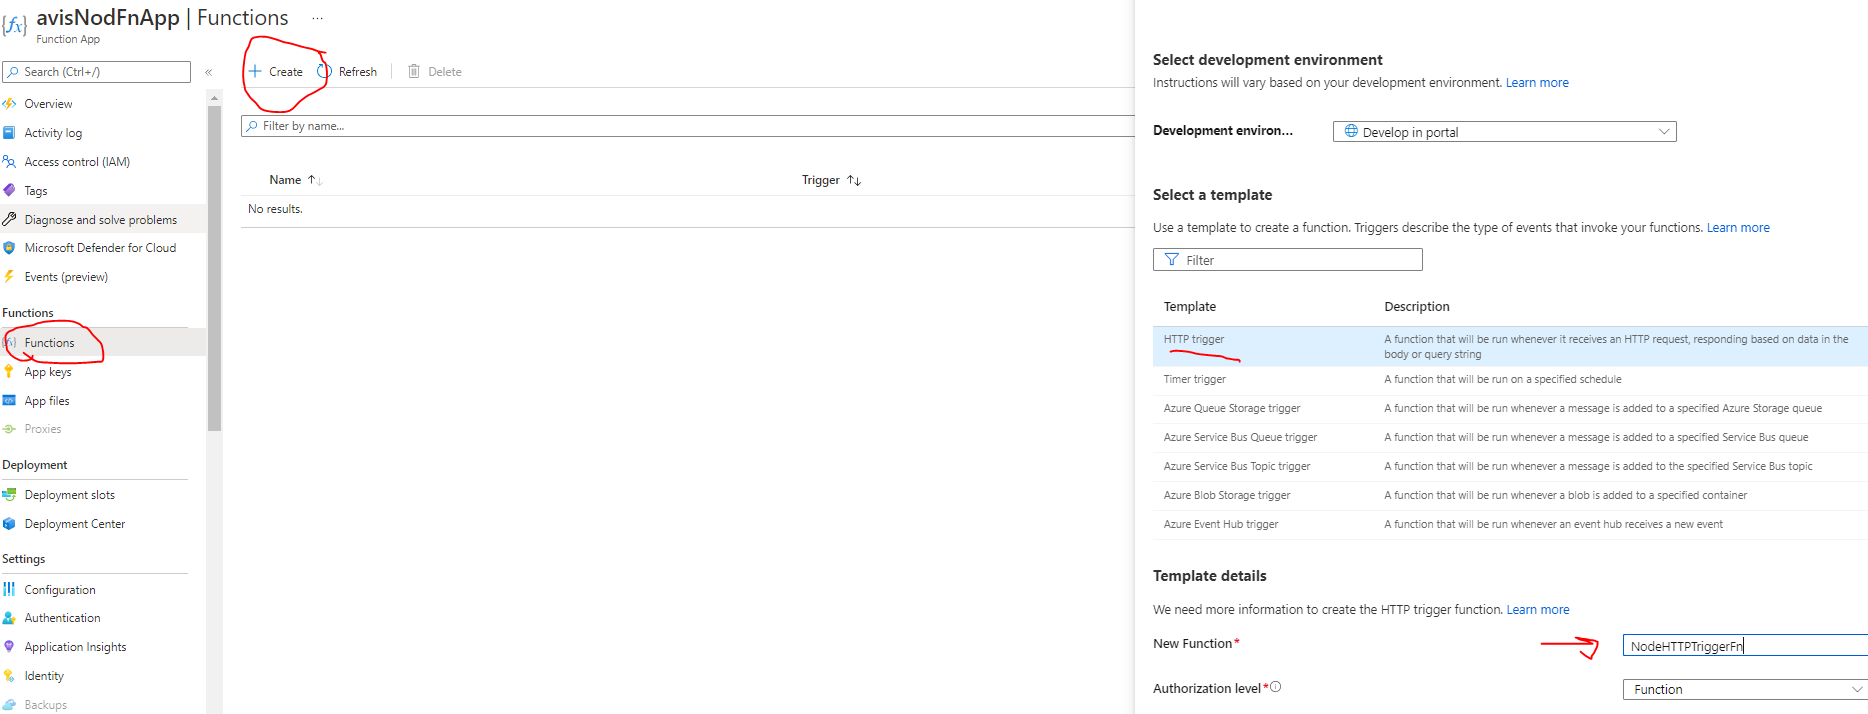 avisNodFnApp | Functions ...
Function App
Search (Ctrl+/)
«
Overview
Activity log
Access control (IAM)
Tags
Diagnose and solve problems
Microsoft Defender for Cloud
Events (preview)
Functions
Functions
App keys
App files
Proxies
Deployment
Deployment slots
Deployment Center
Settings
Configuration
Authentication
Application Insights
Identity
Backups
+ Create Refresh Delete
Filter by name...
Name ↑↓ Trigger ↑↓
No results.
Select development environment
Instructions will vary based on your development environment. Learn more
Development environ... Develop in portal
Select a template
Use a template to create a function. Triggers describe the type of events that invoke your functions. Learn more
Filter
Template Description
HTTP trigger A function that will be run whenever it receives an HTTP request, responding based on data in the
body or query string
Timer trigger A function that will be run on a specified schedule
Azure Queue Storage trigger A function that will be run whenever a message is added to a specified Azure Storage queue
Azure Service Bus Queue trigger A function that will be run whenever a message is added to a specified Service Bus queue
Azure Service Bus Topic trigger A function that will be run whenever a message is added to the specified Service Bus topic
Azure Blob Storage trigger A function that will be run whenever a blob is added to a specified container
Azure Event Hub trigger A function that will be run whenever an event hub receives a new event
Template details
We need more information to create the HTTP trigger function. Learn more
New Function* NodeHTTPTriggerFn
Authorization level* Function